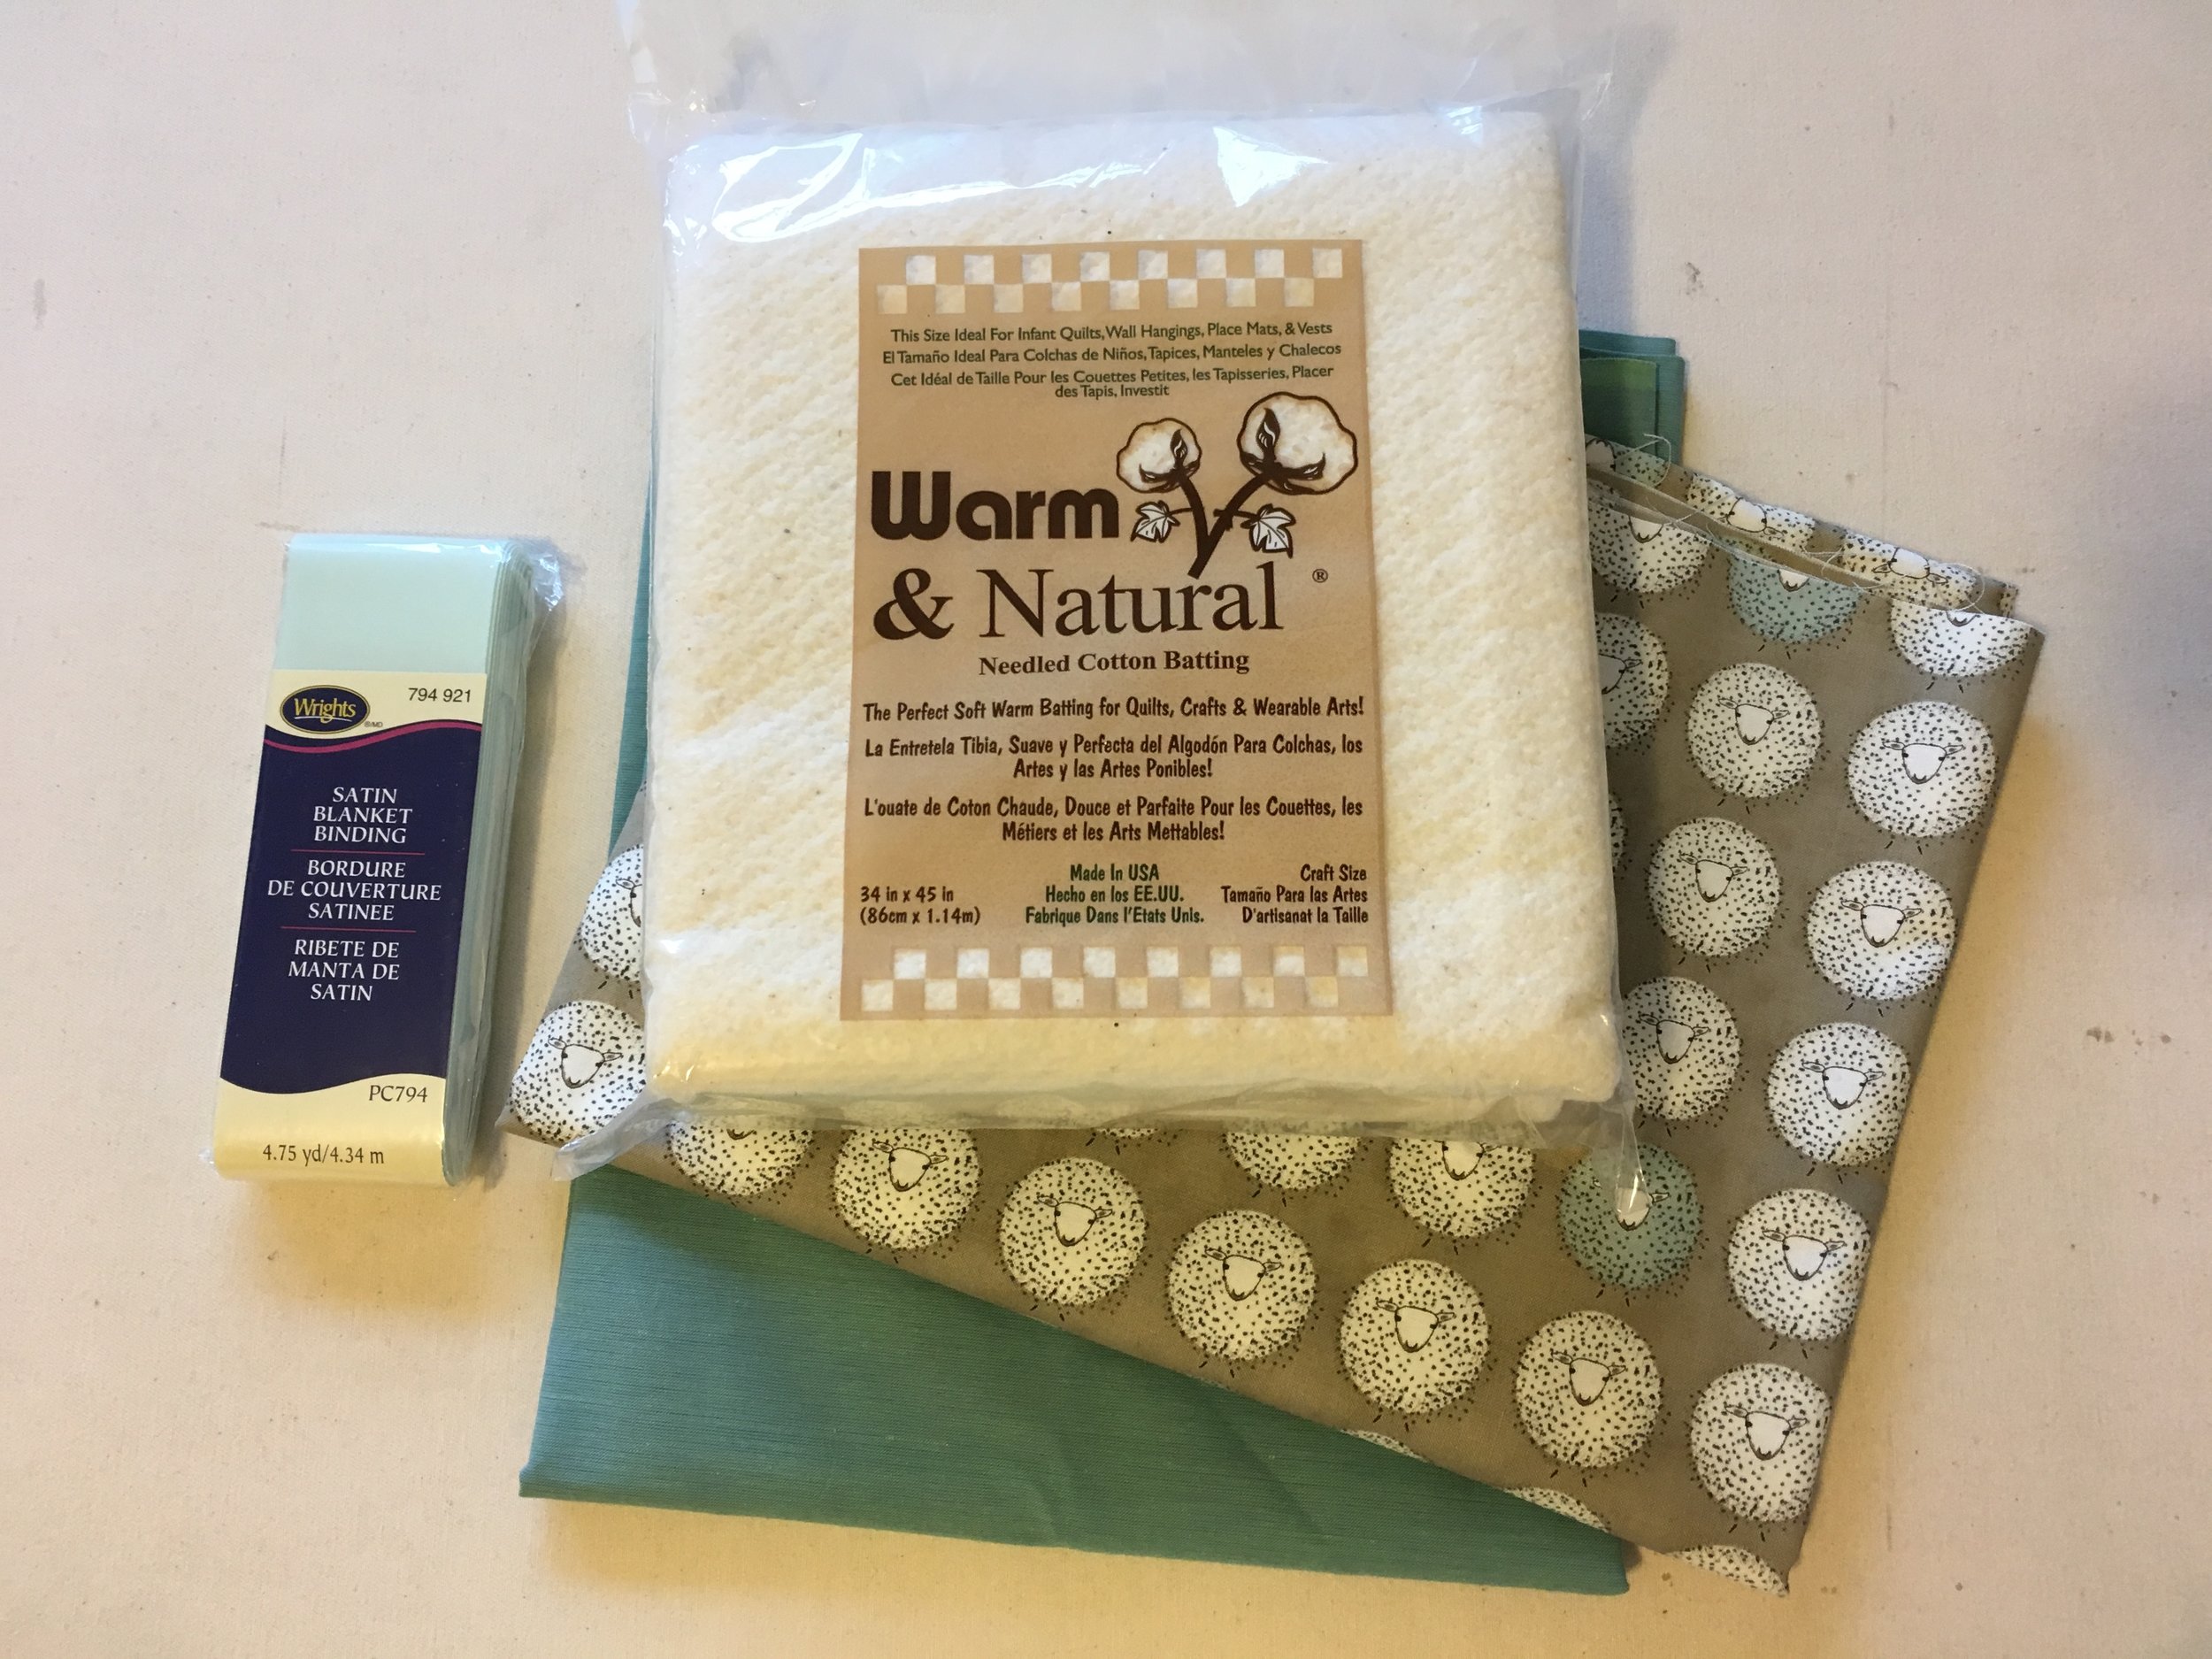 This Size Ideal For Infant Quilts, Wall Hangings, Place Mats, & Vests
El Tamaño Ideal Para Colchas de Niños, Tapices, Manteles y Chalecos
Cet Idéal de Taille Pour les Couettes Petites, les Tapisseries, Placer
des Tapis, Investit
Warm
& Natural ®
Needled Cotton Batting
The Perfect Soft Warm Batting for Quilts, Crafts & Wearable Arts!
La Entretela Tibia, Suave y Perfecta del Algodón Para Colchas, los
Artes y las Artes Ponibles!
L'ouate de Coton Chaude, Douce et Parfaite Pour les Couettes, les
Métiers et les Arts Mettables!
34 in x 45 in
(86cm x 1.14m)
Made In USA
Hecho en los EE.UU.
Fabrique Dans l'Etats Unis.
Craft Size
Tamaño Para las Artes
D'artisanat la Taille
794 921
Wrights ®/MD
SATIN
BLANKET
BINDING
BORDURE
DE COUVERTURE
SATINEE
RIBETE DE
MANTA DE
SATIN
PC794
4.75 yd/4.34 m